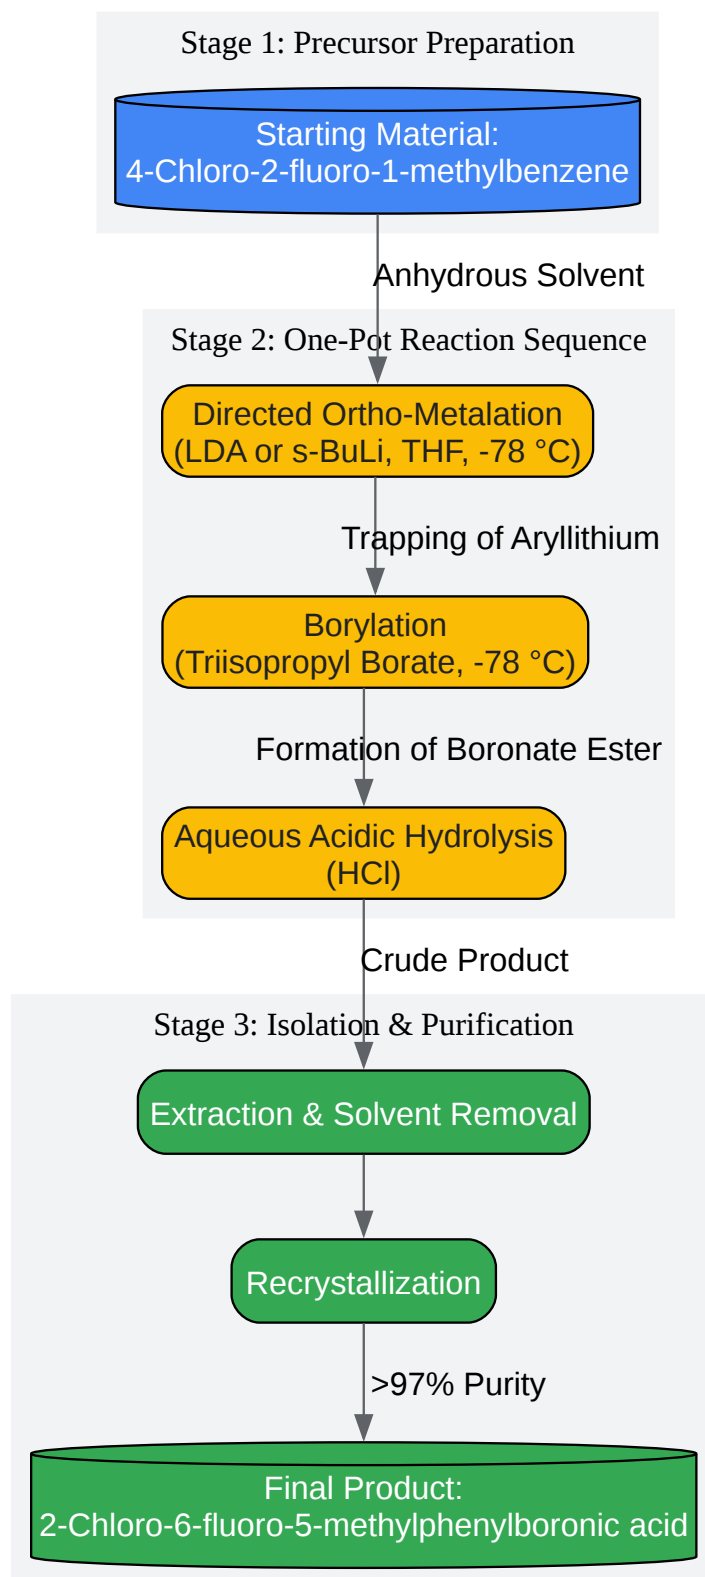 Stage 1: Precursor Preparation
Starting Material:
4-Chloro-2-fluoro-1-methylbenzene
Anhydrous Solvent
Stage 2: One-Pot Reaction Sequence
Directed Ortho-Metalation
(LDA or s-BuLi, THF, -78 °C)
Trapping of Aryllithium
Borylation
(Triisopropyl Borate, -78 °C)
Formation of Boronate Ester
Aqueous Acidic Hydrolysis
(HCl)
Crude Product
Stage 3: Isolation & Purification
Extraction & Solvent Removal
Recrystallization
>97% Purity
Final Product:
2-Chloro-6-fluoro-5-methylphenylboronic acid